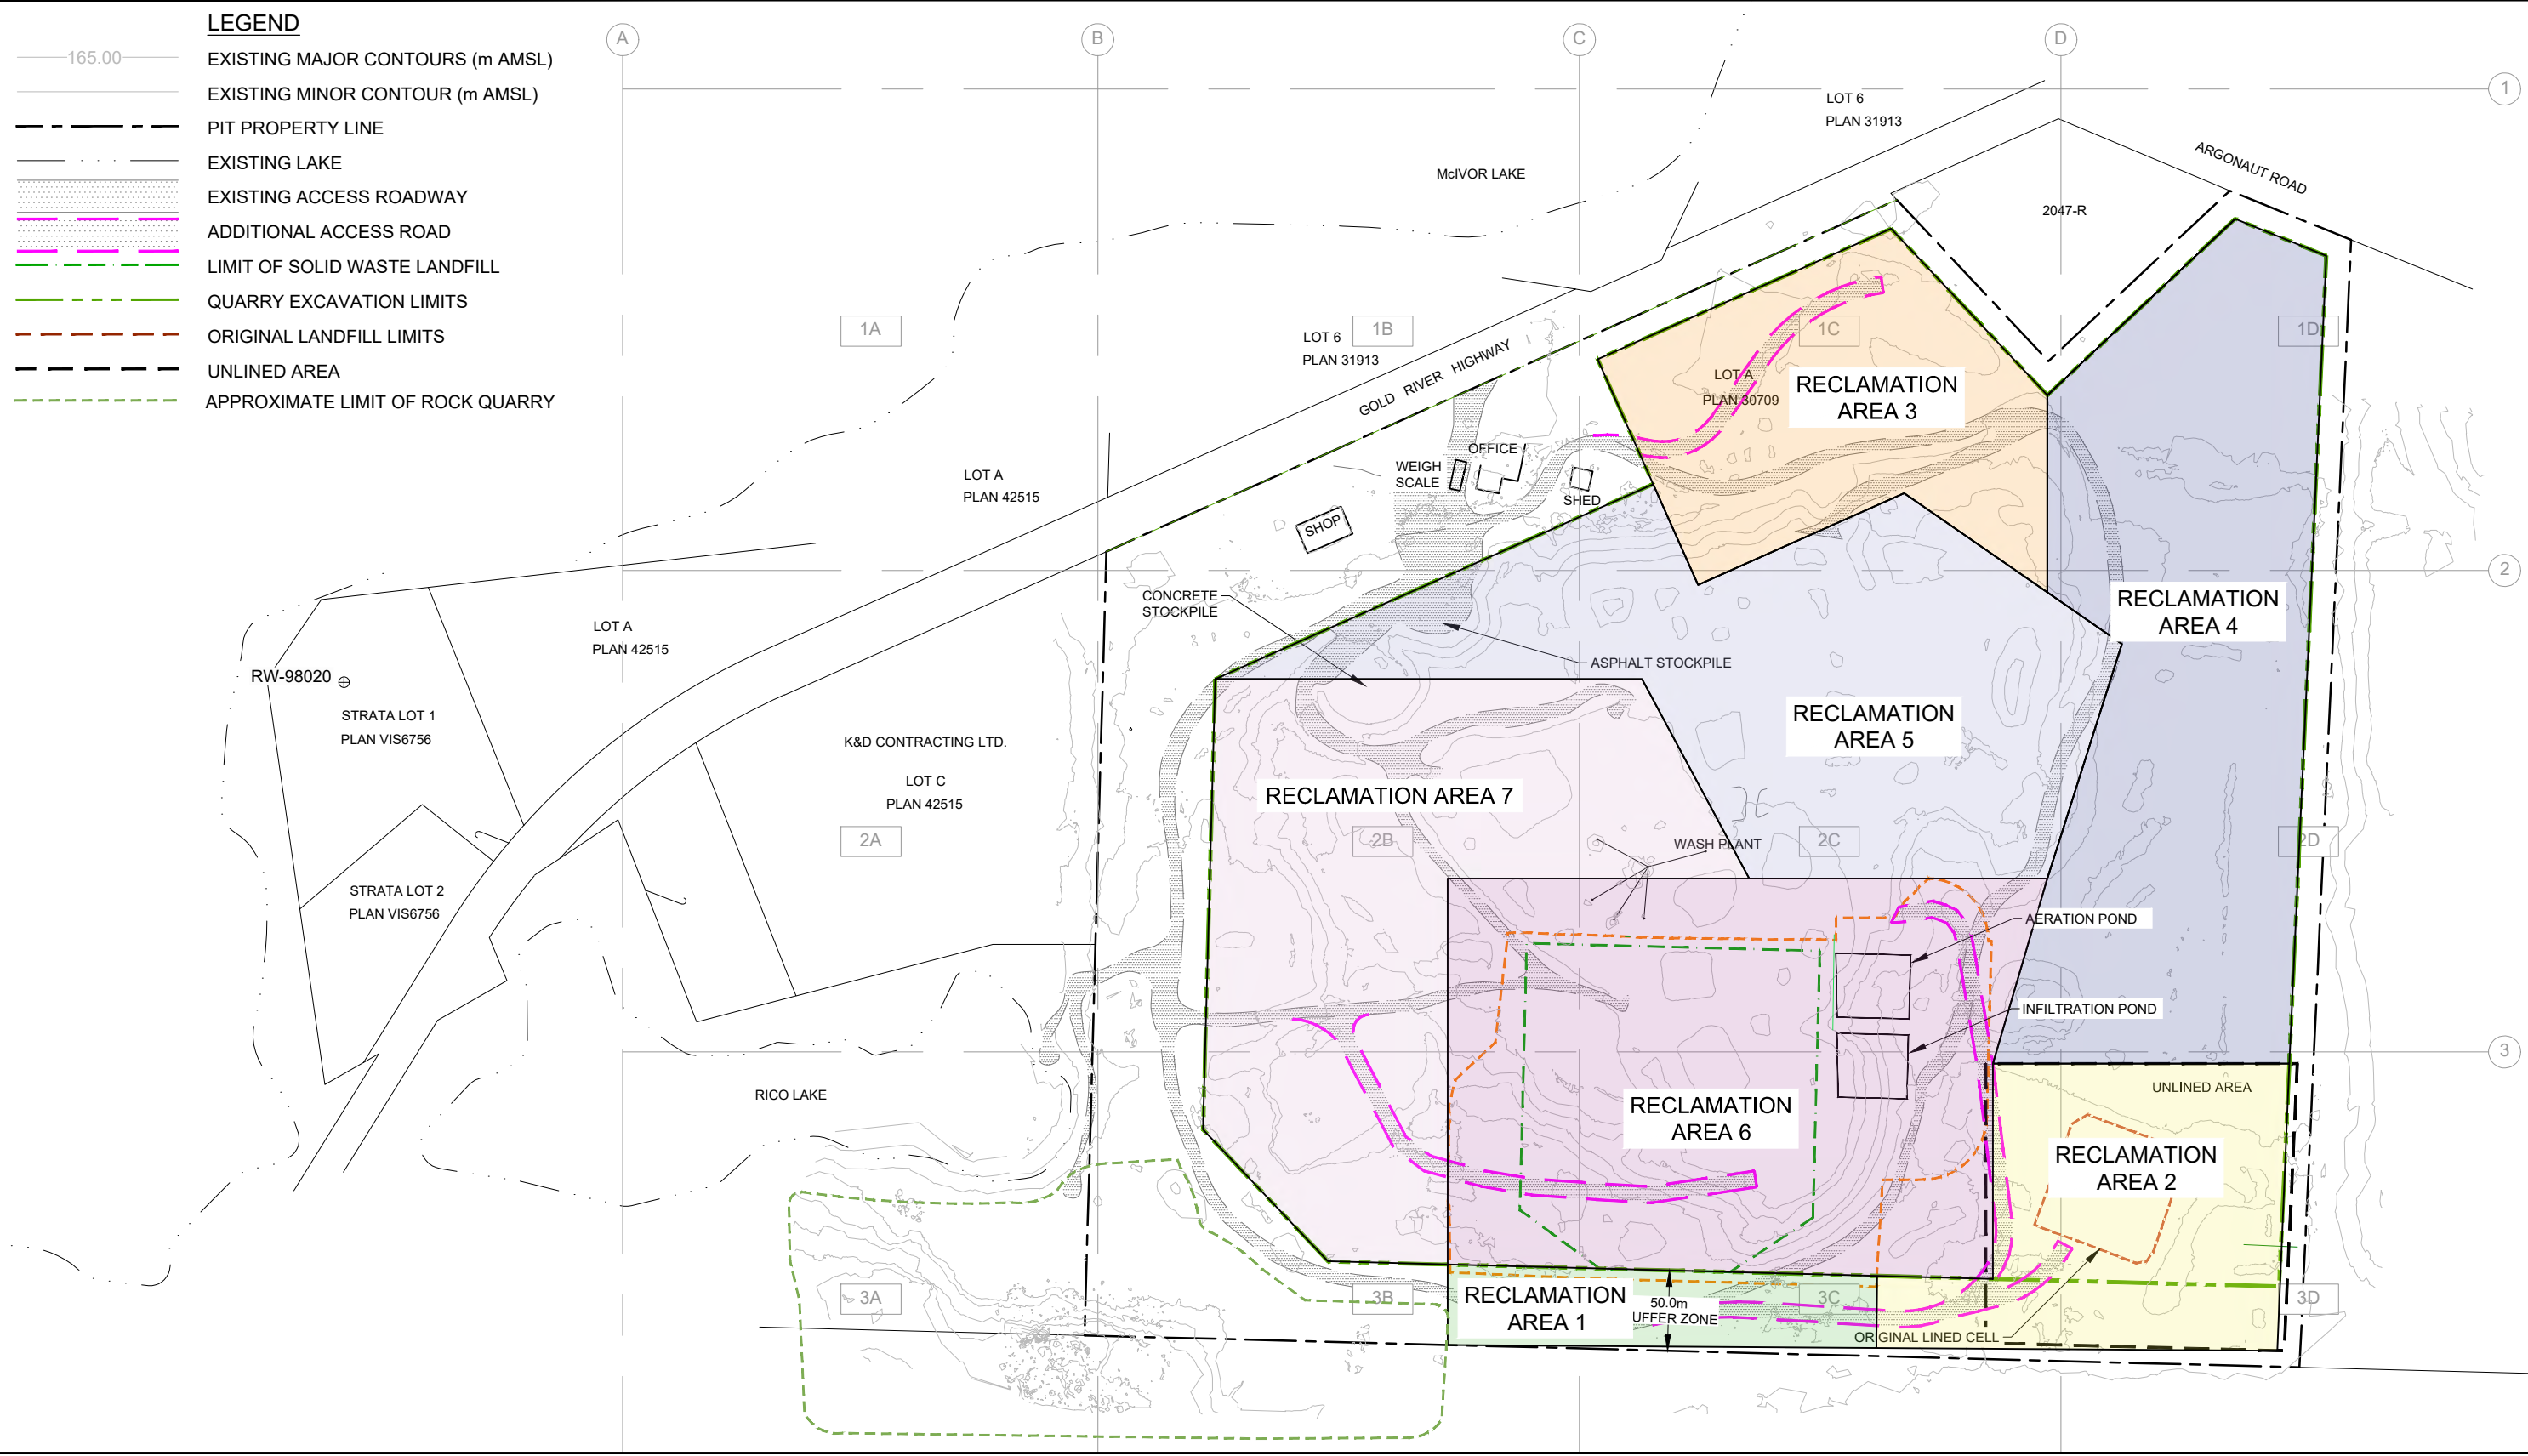 LEGEND
165.00
EXISTING MAJOR CONTOURS (m AMSL)
EXISTING MINOR CONTOUR (m AMSL)
PIT PROPERTY LINE
EXISTING LAKE
EXISTING ACCESS ROADWAY
ADDITIONAL ACCESS ROAD
LIMIT OF SOLID WASTE LANDFILL
QUARRY EXCAVATION LIMITS
ORIGINAL LANDFILL LIMITS
UNLINED AREA
APPROXIMATE LIMIT OF ROCK QUARRY
A
B
C
D
1
2
3
LOT 6
PLAN 31913
ARGONAUT ROAD
McIVOR LAKE
2047-R
1A
1B
1C
1D
LOT 6
PLAN 31913
GOLD RIVER HIGHWAY
LOT A
PLAN 30709
RECLAMATION
AREA 3
OFFICE
WEIGH
SCALE
SHED
SHOP
LOT A
PLAN 42515
CONCRETE
STOCKPILE
RECLAMATION
AREA 4
LOT A
PLAN 42515
ASPHALT STOCKPILE
RW-98020
STRATA LOT 1
PLAN VIS6756
K&D CONTRACTING LTD.
LOT C
PLAN 42515
RECLAMATION
AREA 5
RECLAMATION AREA 7
2A
2B
WASH PLANT
2C
2D
STRATA LOT 2
PLAN VIS6756
AERATION POND
INFILTRATION POND
RICO LAKE
UNLINED AREA
RECLAMATION
AREA 6
RECLAMATION
AREA 2
3A
3B
3C
3D
RECLAMATION
AREA 1
50.0m
UFFER ZONE
ORIGINAL LINED CELL